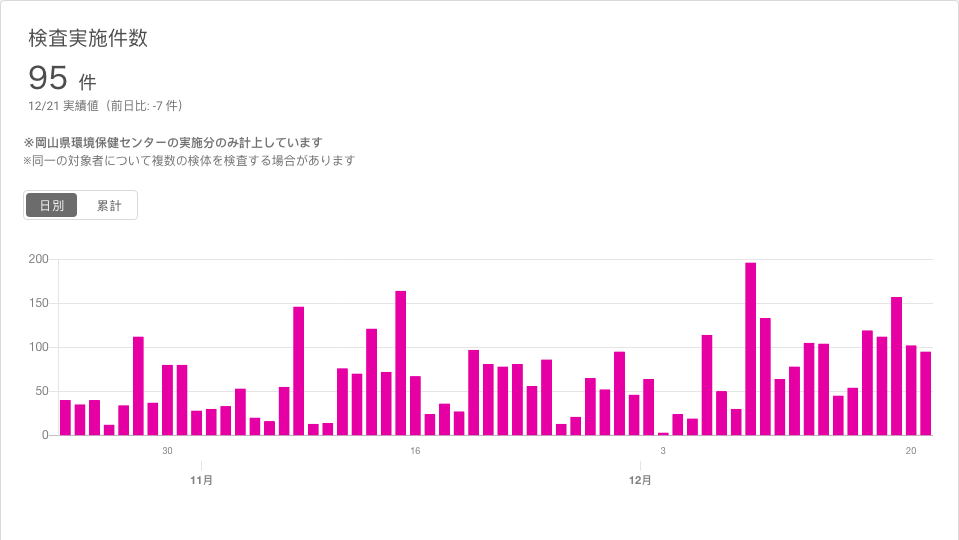 検査実施件数
95 件
12/21 実績値（前日比: -7 件）
※岡山県環境保健センターの実施分のみ計上しています
※同一の対象者について複数の検体を検査する場合があります
日別 累計
200
150
100
50
0
30 16 3 20
11月 12月